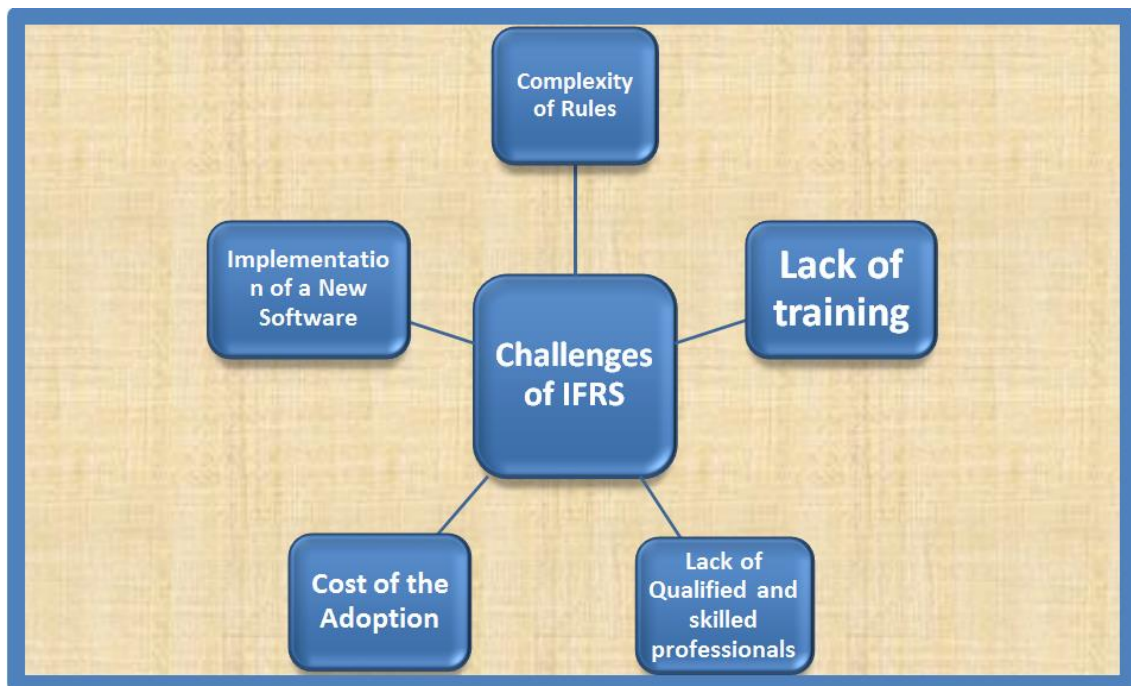 Complexity
of Rules
Implementatio
n of a New
Software
Lack of
training
Challenges
of IFRS
Cost of the
Adoption
Lack of
Qualified and
skilled
professionals